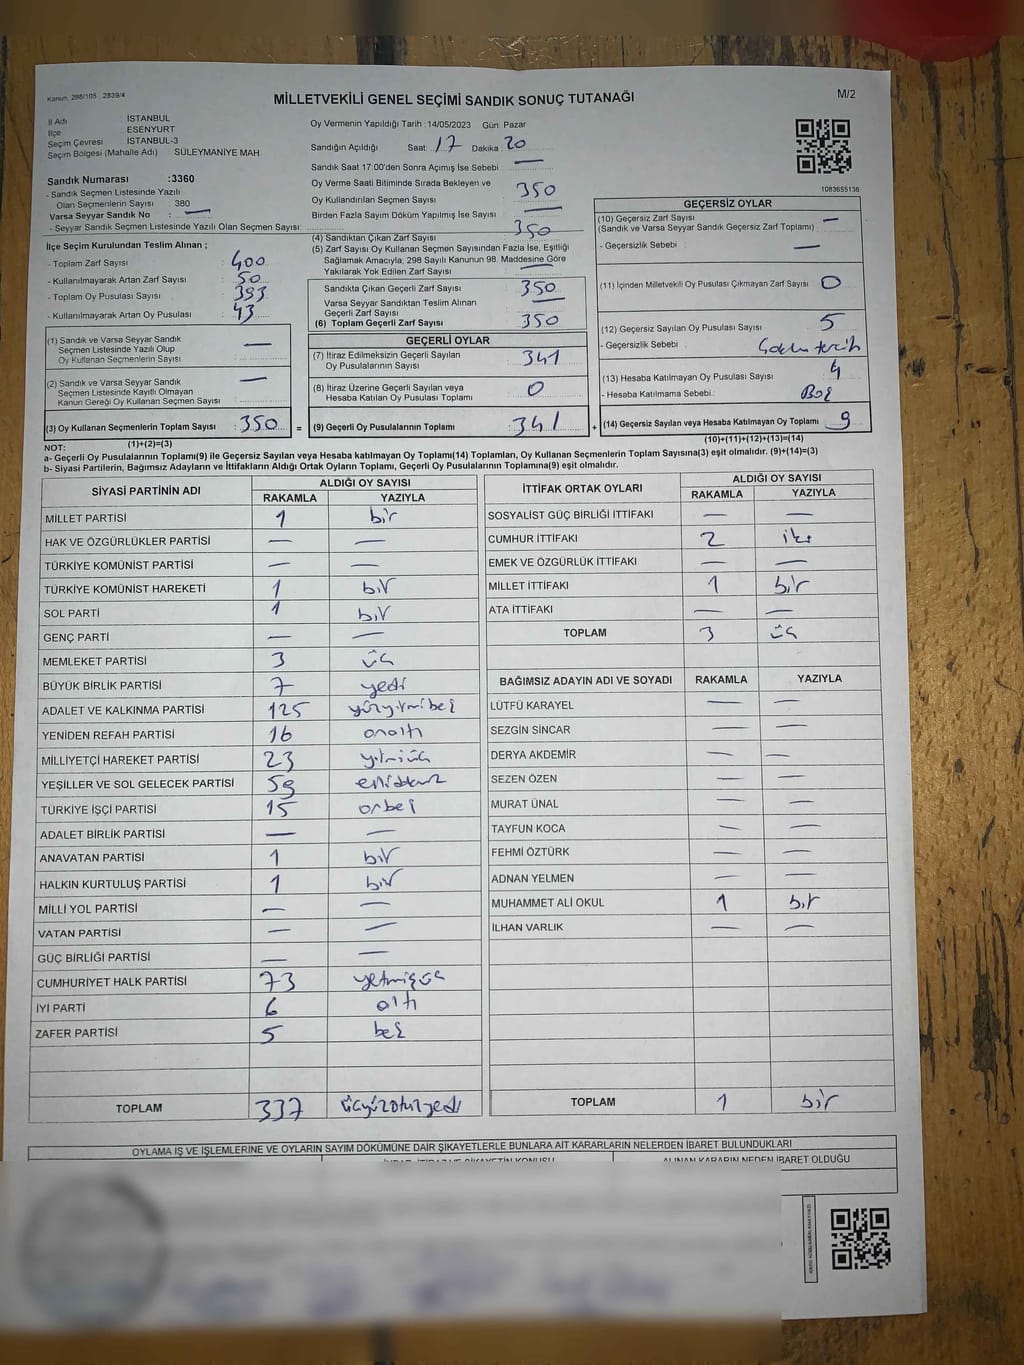 Kanun: 298/105 2839/4
MİLLETVEKİLİ GENEL SEÇİMİ SANDIK SONUÇ TUTANAĞI
M/2
İl Adı : İSTANBUL
İlçe : ESENYURT
Seçim Çevresi : İSTANBUL-3
Seçim Bölgesi (Mahalle Adı) : SÜLEYMANİYE MAH.
Sandık Numarası :3360
- Sandık Seçmen Listesinde Yazılı
Olan Seçmenlerin Sayısı : 380
Varsa Seyyar Sandık No : —
- Seyyar Sandık Seçmen Listesinde Yazılı Olan Seçmen Sayısı:
Oy Vermenin Yapıldığı Tarih :14/05/2023 Gün: Pazar
Sandığın Açıldığı Saat: 17 Dakika: 20
Sandık Saat 17:00'den Sonra Açımış İse Sebebi —
Oy Verme Saati Bitiminde Sırada Bekleyen ve
Oy Kullandırılan Seçmen Sayısı 350
Birden Fazla Sayım Döküm Yapılmış İse Sayısı —
1083655136
İlçe Seçim Kurulundan Teslim Alınan ;
- Toplam Zarf Sayısı : 400
- Kullanılmayarak Artan Zarf Sayısı : 50
- Toplam Oy Pusulası Sayısı : 393
- Kullanılmayarak Artan Oy Pusulası : 43
(4) Sandıktan Çıkan Zarf Sayısı 350
(5) Zarf Sayısı Oy Kullanan Seçmen Sayısından Fazla İse, Eşitliği
Sağlamak Amacıyla; 298 Sayılı Kanunun 98. Maddesine Göre
Yakılarak Yok Edilen Zarf Sayısı —
Sandıkta Çıkan Geçerli Zarf Sayısı 350
Varsa Seyyar Sandıktan Teslim Alınan
Geçerli Zarf Sayısı —
(6) Toplam Geçerli Zarf Sayısı 350
GEÇERSİZ OYLAR
(10) Geçersiz Zarf Sayısı —
(Sandık ve Varsa Seyyar Sandık Geçersiz Zarf Toplamı)
- Geçersizlik Sebebi : —
(11) İçinden Milletvekili Oy Pusulası Çıkmayan Zarf Sayısı 0
(12) Geçersiz Sayılan Oy Pusulası Sayısı 5
- Geçersizlik Sebebi :
(13) Hesaba Katılmayan Oy Pusulası Sayısı 4
- Hesaba Katılmama Sebebi : Boş
(14) Geçersiz Sayılan veya Hesaba Katılmayan Oy Toplamı 9
(10)+(11)+(12)+(13)=(14)
(1) Sandık ve Varsa Seyyar Sandık
Seçmen Listesinde Yazılı Olup
Oy Kullanan Seçmenlerin Sayısı —
(2) Sandık ve Varsa Seyyar Sandık
Seçmen Listesinde Kayıtlı Olmayan
Kanun Gereği Oy Kullanan Seçmen Sayısı —
(3) Oy Kullanan Seçmenlerin Toplam Sayısı 350 =
(1)+(2)=(3)
GEÇERLİ OYLAR
(7) İtiraz Edilmeksizin Geçerli Sayılan
Oy Pusulalarının Sayısı 341
(8) İtiraz Üzerine Geçerli Sayılan veya
Hesaba Katılan Oy Pusulası Toplamı 0
(9) Geçerli Oy Pusulalarının Toplamı 341 +
NOT:
a- Geçerli Oy Pusulalarının Toplamı(9) ile Geçersiz Sayılan veya Hesaba katılmayan Oy Toplamı(14) Toplamları, Oy Kullanan Seçmenlerin Toplam Sayısına(3) eşit olmalıdır. (9)+(14)=(3)
b- Siyasi Partilerin, Bağımsız Adayların ve İttifakların Aldığı Ortak Oyların Toplamı, Geçerli Oy Pusulalarının Toplamına(9) eşit olmalıdır.
SİYASİ PARTİNİN ADI ALDIĞI OY SAYISI
RAKAMLA YAZIYLA
MİLLET PARTİSİ 1 bir
HAK VE ÖZGÜRLÜKLER PARTİSİ — —
TÜRKİYE KOMÜNİST PARTİSİ — —
TÜRKİYE KOMÜNİST HAREKETİ 1 bir
SOL PARTİ 1 bir
GENÇ PARTİ — —
MEMLEKET PARTİSİ 3 üç
BÜYÜK BİRLİK PARTİSİ 7 yedi
ADALET VE KALKINMA PARTİSİ 125 yüzyirmibeş
YENİDEN REFAH PARTİSİ 16 onaltı
MİLLİYETÇİ HAREKET PARTİSİ 23 yirmiüç
YEŞİLLER VE SOL GELECEK PARTİSİ 59 ellidokuz
TÜRKİYE İŞÇİ PARTİSİ 15 onbeş
ADALET BİRLİK PARTİSİ — —
ANAVATAN PARTİSİ 1 bir
HALKIN KURTULUŞ PARTİSİ 1 bir
MİLLİ YOL PARTİSİ — —
VATAN PARTİSİ — —
GÜÇ BİRLİĞİ PARTİSİ — —
CUMHURİYET HALK PARTİSİ 73 yetmişüç
İYİ PARTİ 6 altı
ZAFER PARTİSİ 5 beş
TOPLAM 337 üçyüzotuzyedi
İTTİFAK ORTAK OYLARI ALDIĞI OY SAYISI
RAKAMLA YAZIYLA
SOSYALİST GÜÇ BİRLİĞİ İTTİFAKI — —
CUMHUR İTTİFAKI 2 iki
EMEK VE ÖZGÜRLÜK İTTİFAKI — —
MİLLET İTTİFAKI 1 bir
ATA İTTİFAKI — —
TOPLAM 3 üç
BAĞIMSIZ ADAYIN ADI VE SOYADI RAKAMLA YAZIYLA
LÜTFÜ KARAYEL — —
SEZGİN SİNCAR — —
DERYA AKDEMİR — —
SEZEN ÖZEN — —
MURAT ÜNAL — —
TAYFUN KOCA — —
FEHMİ ÖZTÜRK — —
ADNAN YELMEN — —
MUHAMMET ALİ OKUL 1 bir
İLHAN VARLIK — —
TOPLAM 1 bir
OYLAMA İŞ VE İŞLEMLERİNE VE OYLARIN SAYIM DÖKÜMÜNE DAİR ŞİKAYETLERLE BUNLARA AİT KARARLARIN NELERDEN İBARET BULUNDUKLARI
ALINAN KARARIN NEDEN İBARET OLDUĞU